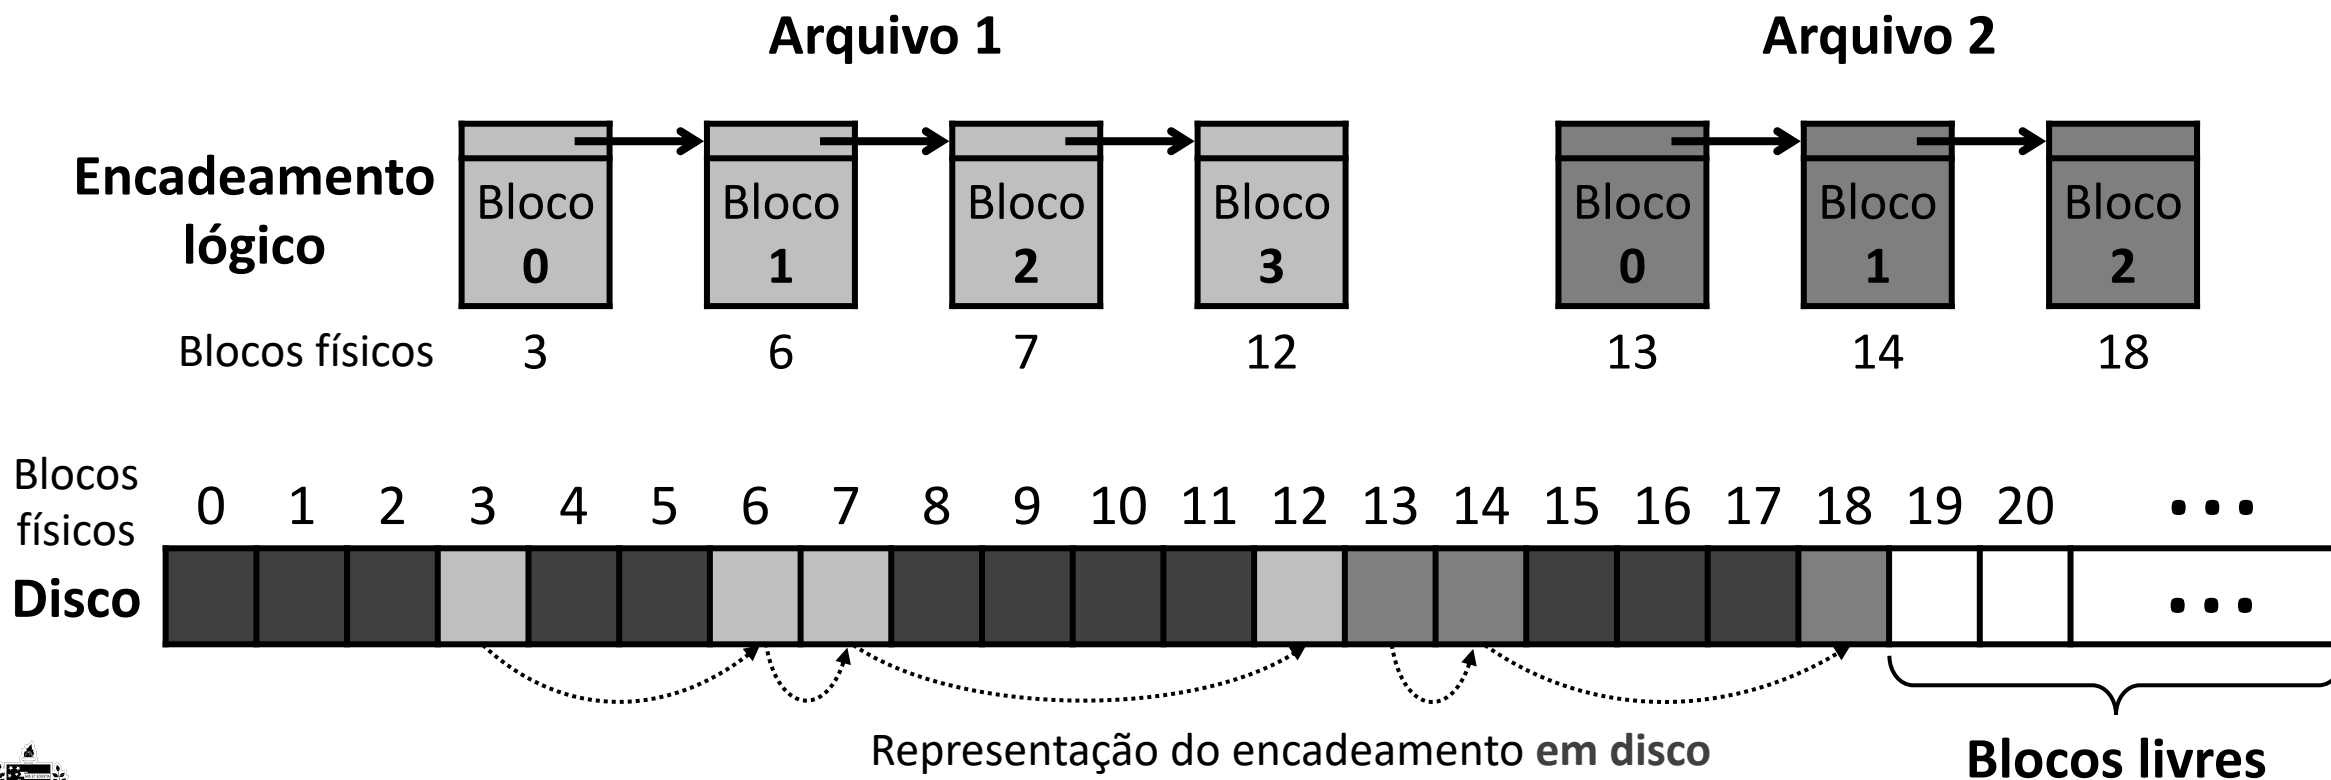 Arquivo 1 Arquivo 2
Encadeamento
lógico
Bloco Bloco Bloco Bloco Bloco Bloco Bloco
0 1 2 3 0 1 2
Blocos físicos 3 6 7 12 13 14 18
Blocos
físicos
0 1 2 3 4 5 6 7 8 9 10 11 12 13 14 15 16 17 18 19 20 ...
Disco ...
Representação do encadeamento em disco
Blocos livres